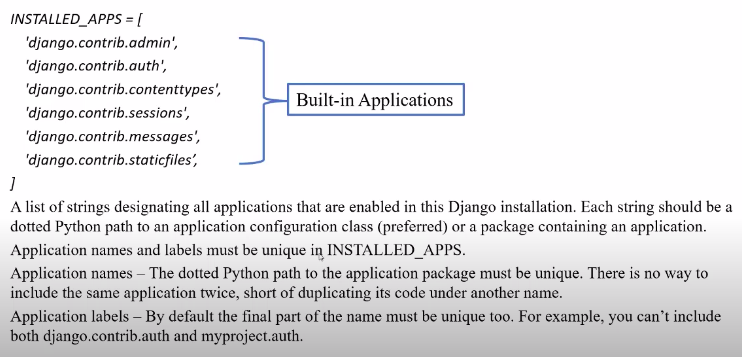 INSTALLED_APPS = [
'django.contrib.admin',
'django.contrib.auth',
'django.contrib.contenttypes',
'django.contrib.sessions',
'django.contrib.messages',
'django.contrib.staticfiles',
]
Built-in Applications
A list of strings designating all applications that are enabled in this Django installation. Each string should be a
dotted Python path to an application configuration class (preferred) or a package containing an application.
Application names and labels must be unique in INSTALLED_APPS.
Application names – The dotted Python path to the application package must be unique. There is no way to
include the same application twice, short of duplicating its code under another name.
Application labels – By default the final part of the name must be unique too. For example, you can’t include
both django.contrib.auth and myproject.auth.